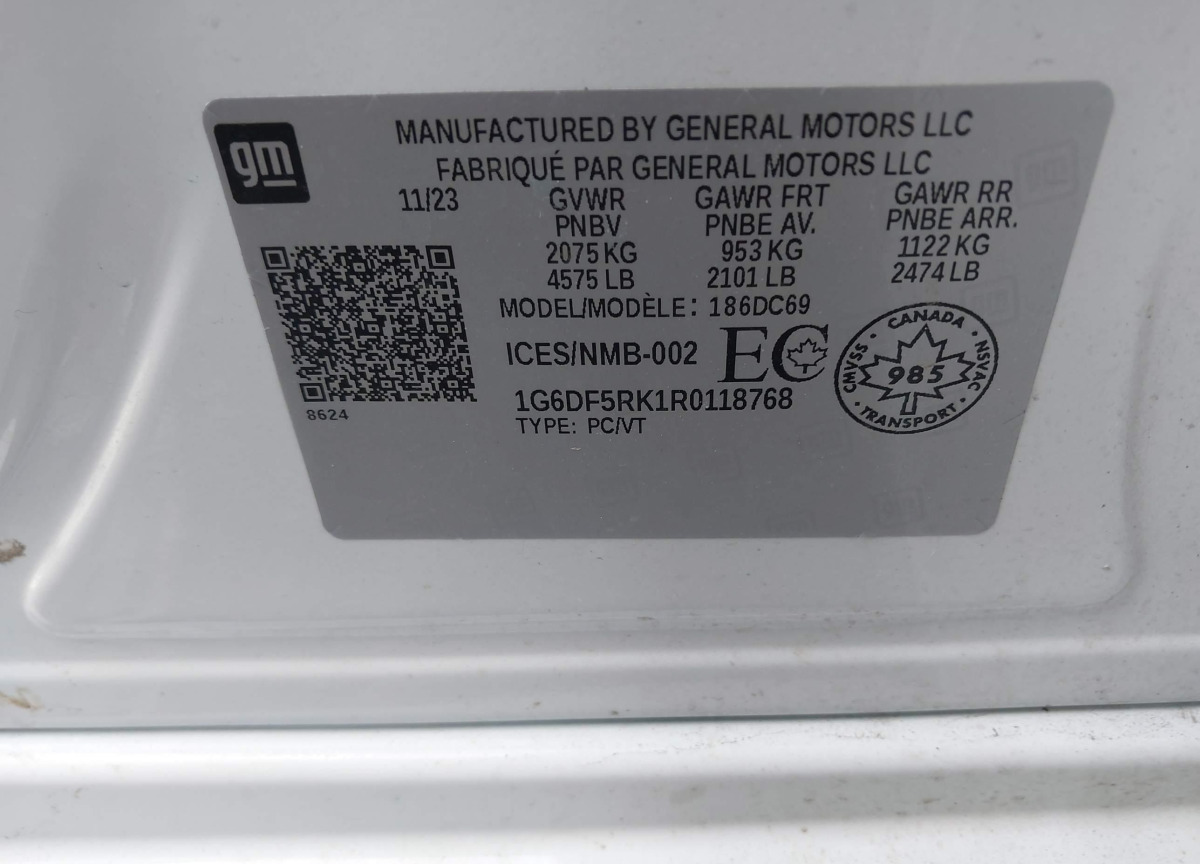 gm
MANUFACTURED BY GENERAL MOTORS LLC
FABRIQUÉ PAR GENERAL MOTORS LLC
11/23 GVWR GAWR FRT GAWR RR
PNBV PNBE AV. PNBE ARR.
2075 KG 953 KG 1122 KG
4575 LB 2101 LB 2474 LB
MODEL/MODÈLE: 186DC69
ICES/NMB-002 EC
CANADA
CMVSS 985 NSVAC
TRANSPORT
1G6DF5RK1R0118768
8624
TYPE: PC/VT